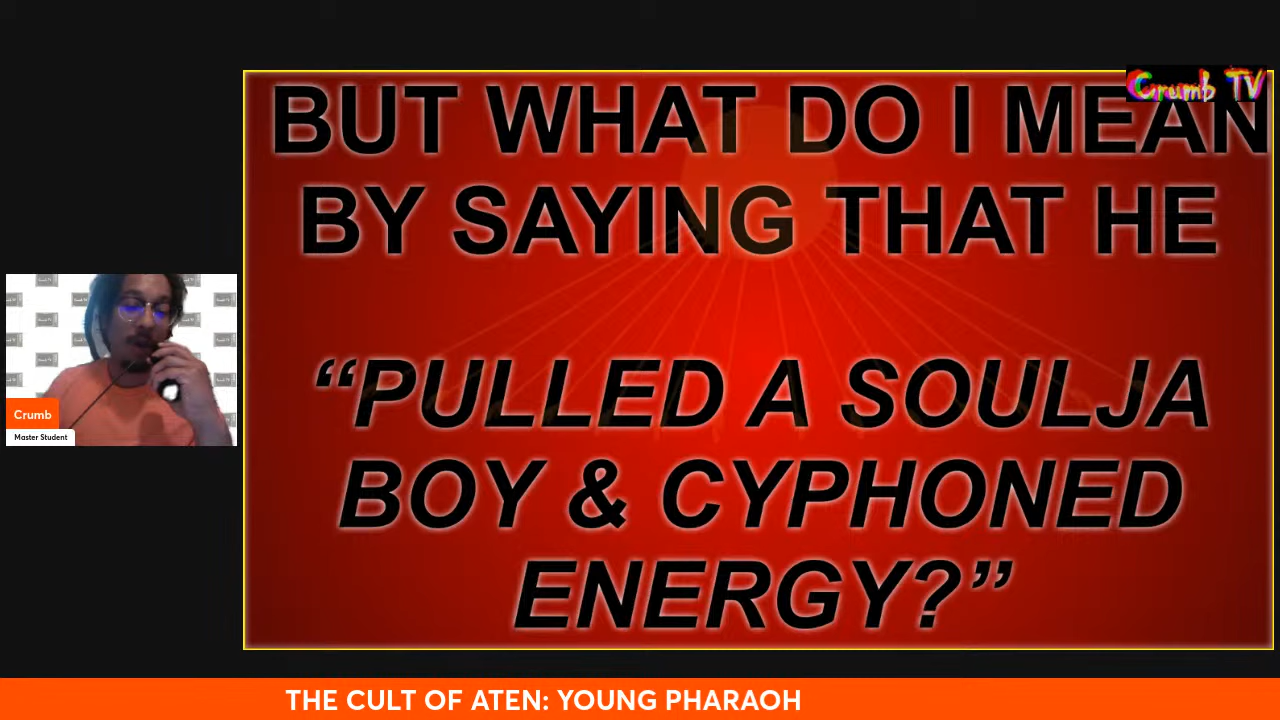 Crumb TV
BUT WHAT DO I MEAN
BY SAYING THAT HE
“PULLED A SOULJA
BOY & CYPHONED
ENERGY?”
Crumb
Master Student
THE CULT OF ATEN: YOUNG PHARAOH